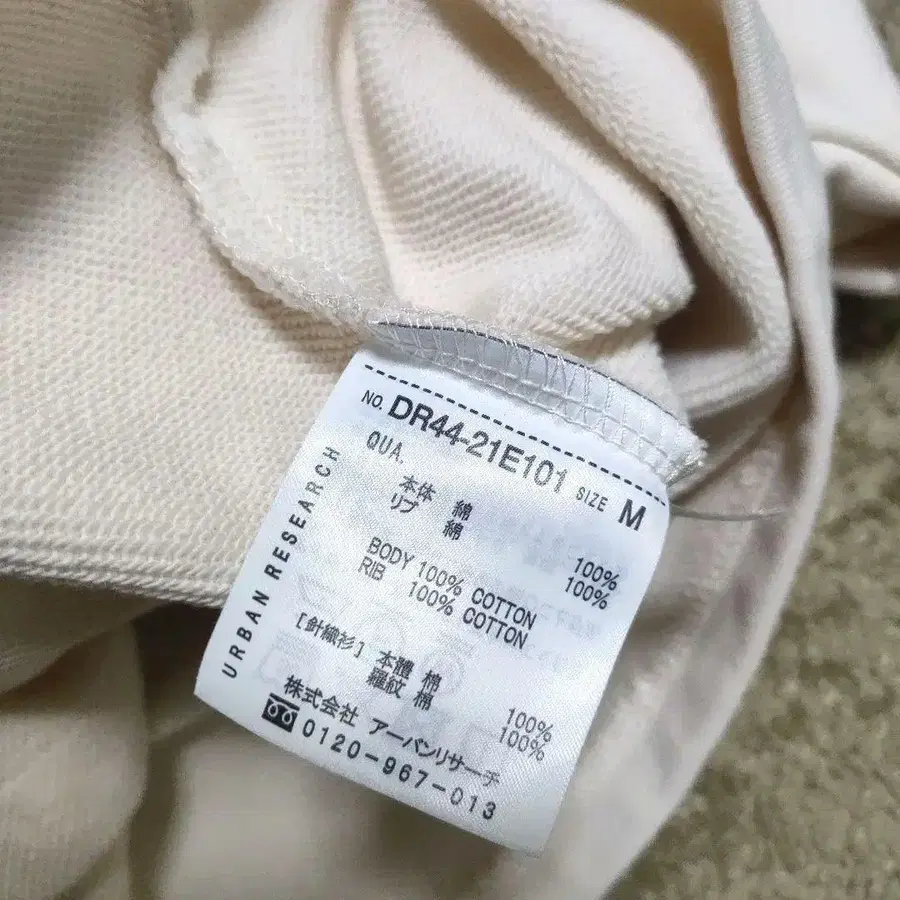 NO. DR44-21E101 SIZE M
QUA.
本体 綿 100%
リブ 綿 100%
BODY 100% COTTON
RIB 100% COTTON
[針織衫] 本體 棉 100%
羅紋 棉 100%
株式会社 アーバンリサーチ
0120-967-013
URBAN RESEARCH